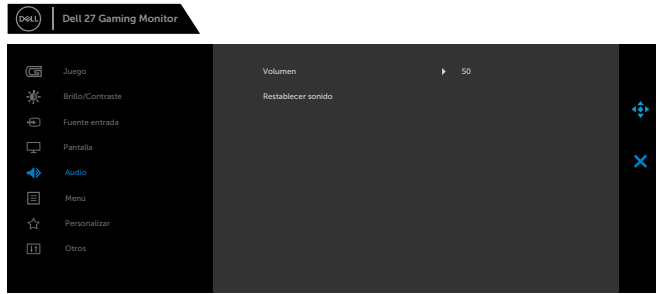 DELL
Dell 27 Gaming Monitor
Juego
Brillo/Contraste
Fuente entrada
Pantalla
Audio
Menú
Personalizar
Otros
Volumen 50
Restablecer sonido